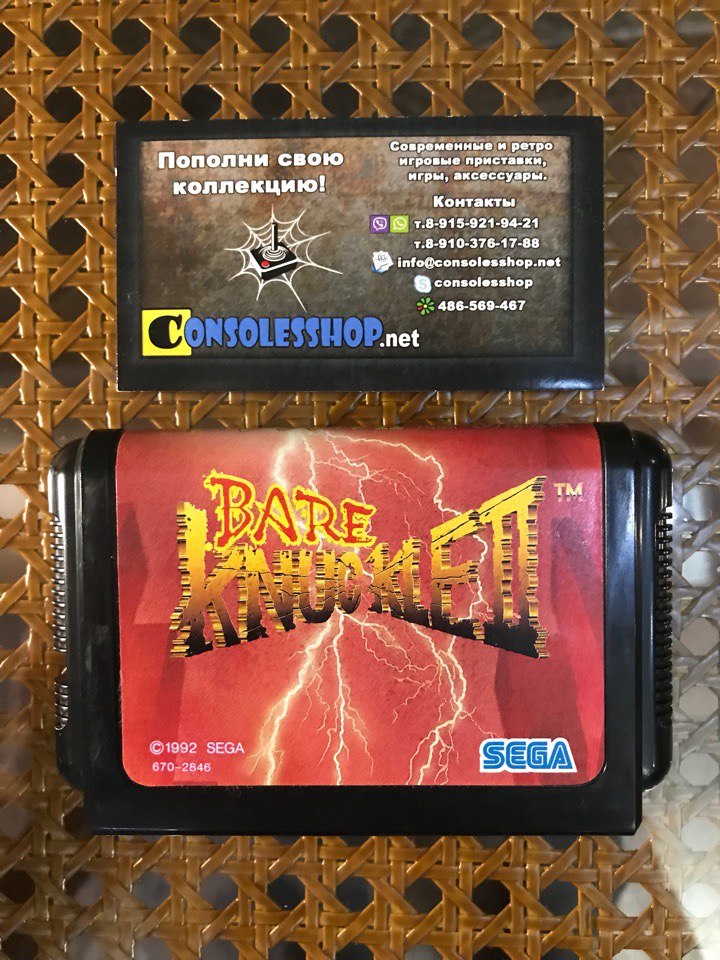 Пополни свою
коллекцию!
CONSOLESSHOP.net
Современные и ретро
игровые приставки,
игры, аксессуары.
Контакты
т.8-915-921-94-21
т.8-910-376-17-88
info@consolesshop.net
consolesshop
486-569-467
BARE
KNUCKLE II
TM
©1992 SEGA
670-2846
SEGA